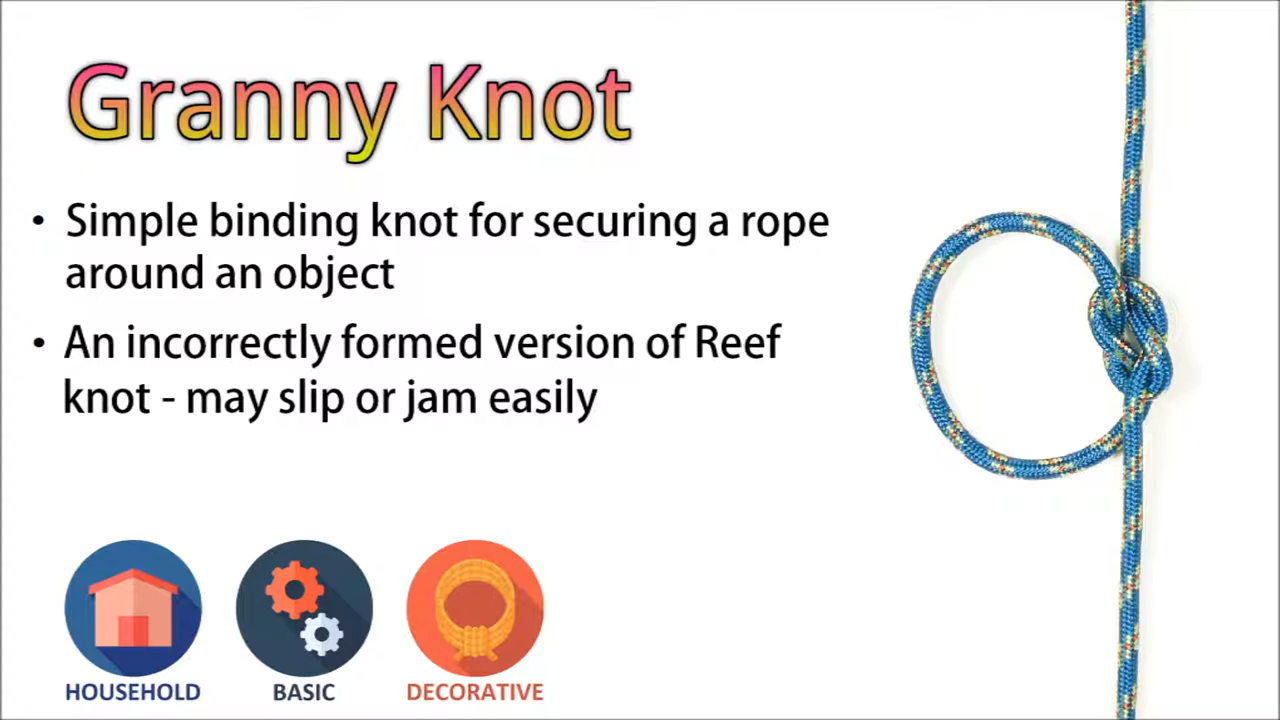 Granny Knot
• Simple binding knot for securing a rope
around an object
• An incorrectly formed version of Reef
knot - may slip or jam easily
HOUSEHOLD BASIC DECORATIVE